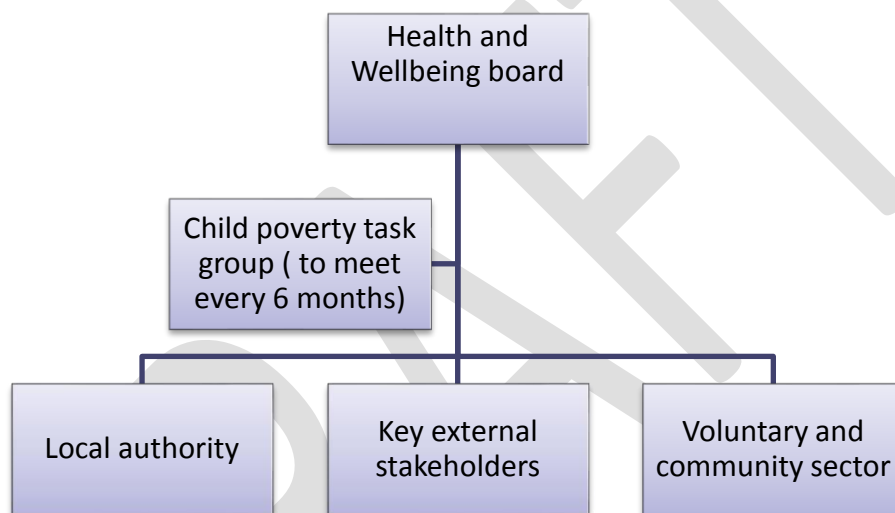 Health and
Wellbeing board
Child poverty task
group ( to meet
every 6 months)
Local authority
Key external
stakeholders
Voluntary and
community sector
DRAFT